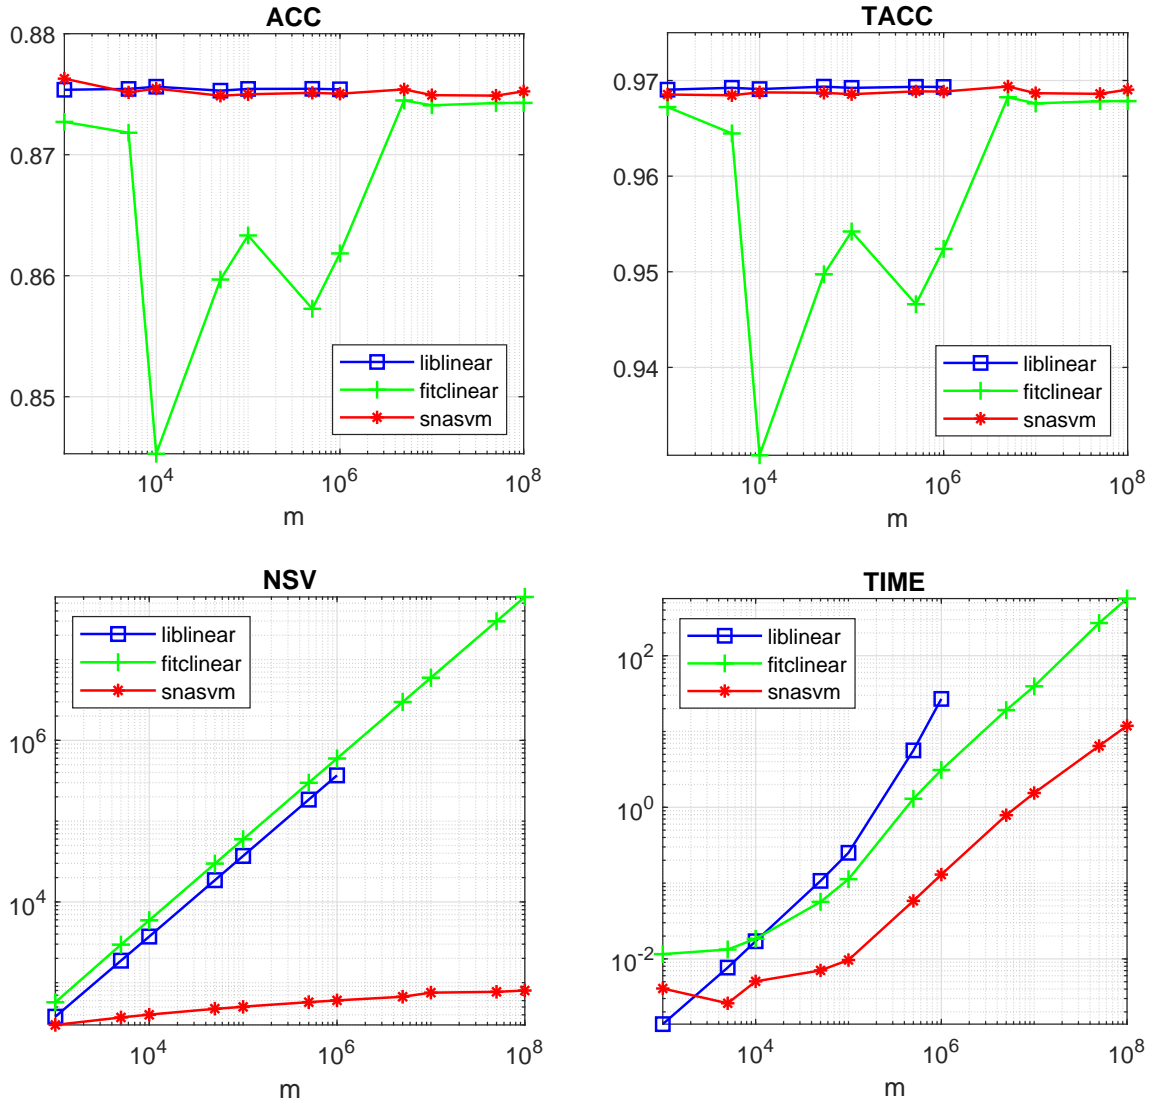 ACC
0.88
0.87
0.86
0.85
liblinear
fitclinear
snasvm
10^4
10^6
10^8
m
TACC
0.97
0.96
0.95
0.94
liblinear
fitclinear
snasvm
10^4
10^6
10^8
m
NSV
liblinear
fitclinear
snasvm
10^6
10^4
10^4
10^6
10^8
m
TIME
liblinear
fitclinear
snasvm
10^2
10^0
10^-2
10^4
10^6
10^8
m